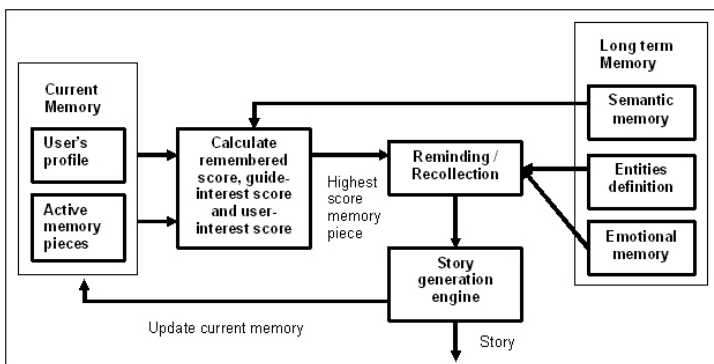 Current
Memory
User's
profile
Active
memory
pieces
Calculate
remembered
score, guide-
interest score
and user-
interest score
Highest
score
memory
piece
Reminding /
Recollection
Story
generation
engine
Long term
Memory
Semantic
memory
Entities
definition
Emotional
memory
Update current memory
Story